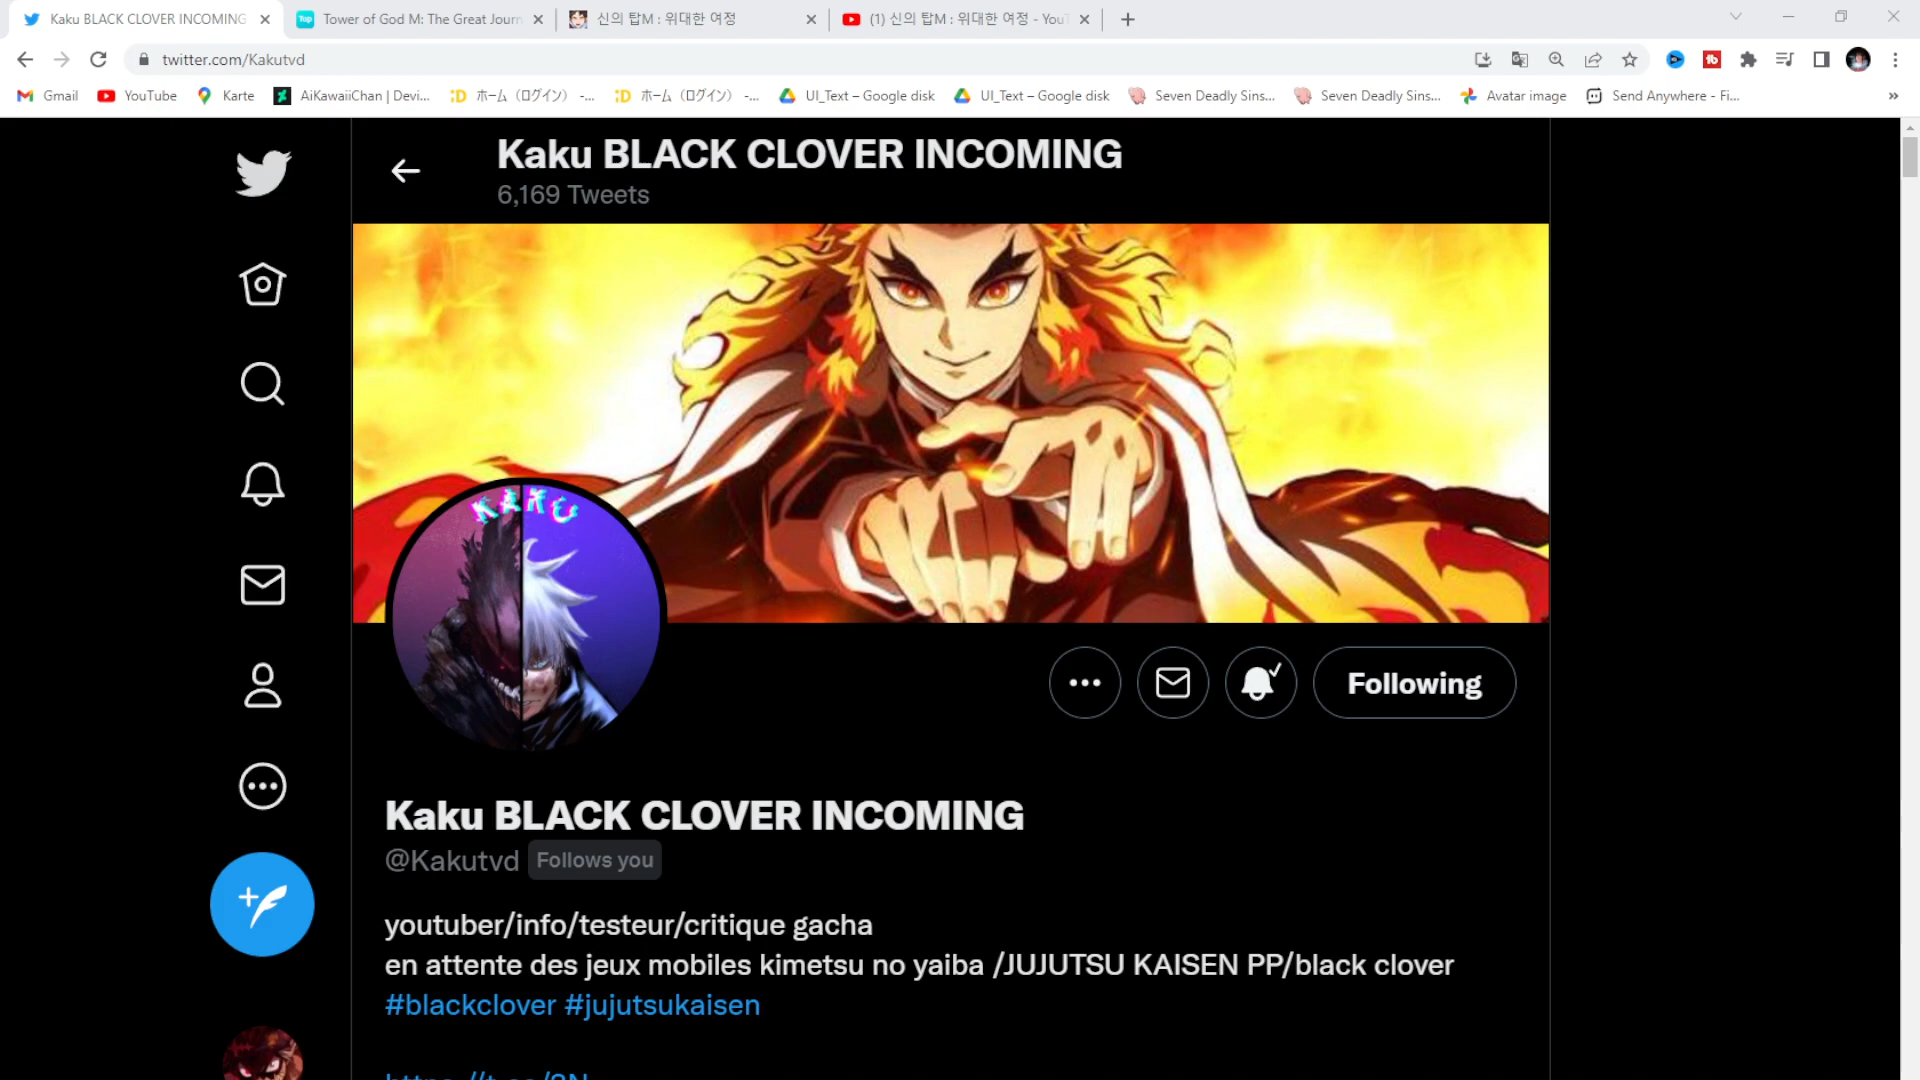 Kaku BLACK CLOVER INCOMING
Tower of God M: The Great Journ
신의 탑M : 위대한 여정
(1) 신의 탑M : 위대한 여정 - YouT
twitter.com/Kakutvd
Gmail
YouTube
Karte
AiKawaiiChan | Devi...
ホーム（ログイン） -...
ホーム（ログイン） -...
UI_Text – Google disk
UI_Text – Google disk
Seven Deadly Sins...
Seven Deadly Sins...
Avatar image
Send Anywhere - Fi...
Kaku BLACK CLOVER INCOMING
6,169 Tweets
KAKU
Following
Kaku BLACK CLOVER INCOMING
@Kakutvd Follows you
youtuber/info/testeur/critique gacha
en attente des jeux mobiles kimetsu no yaiba /JUJUTSU KAISEN PP/black clover
#blackclover #jujutsukaisen